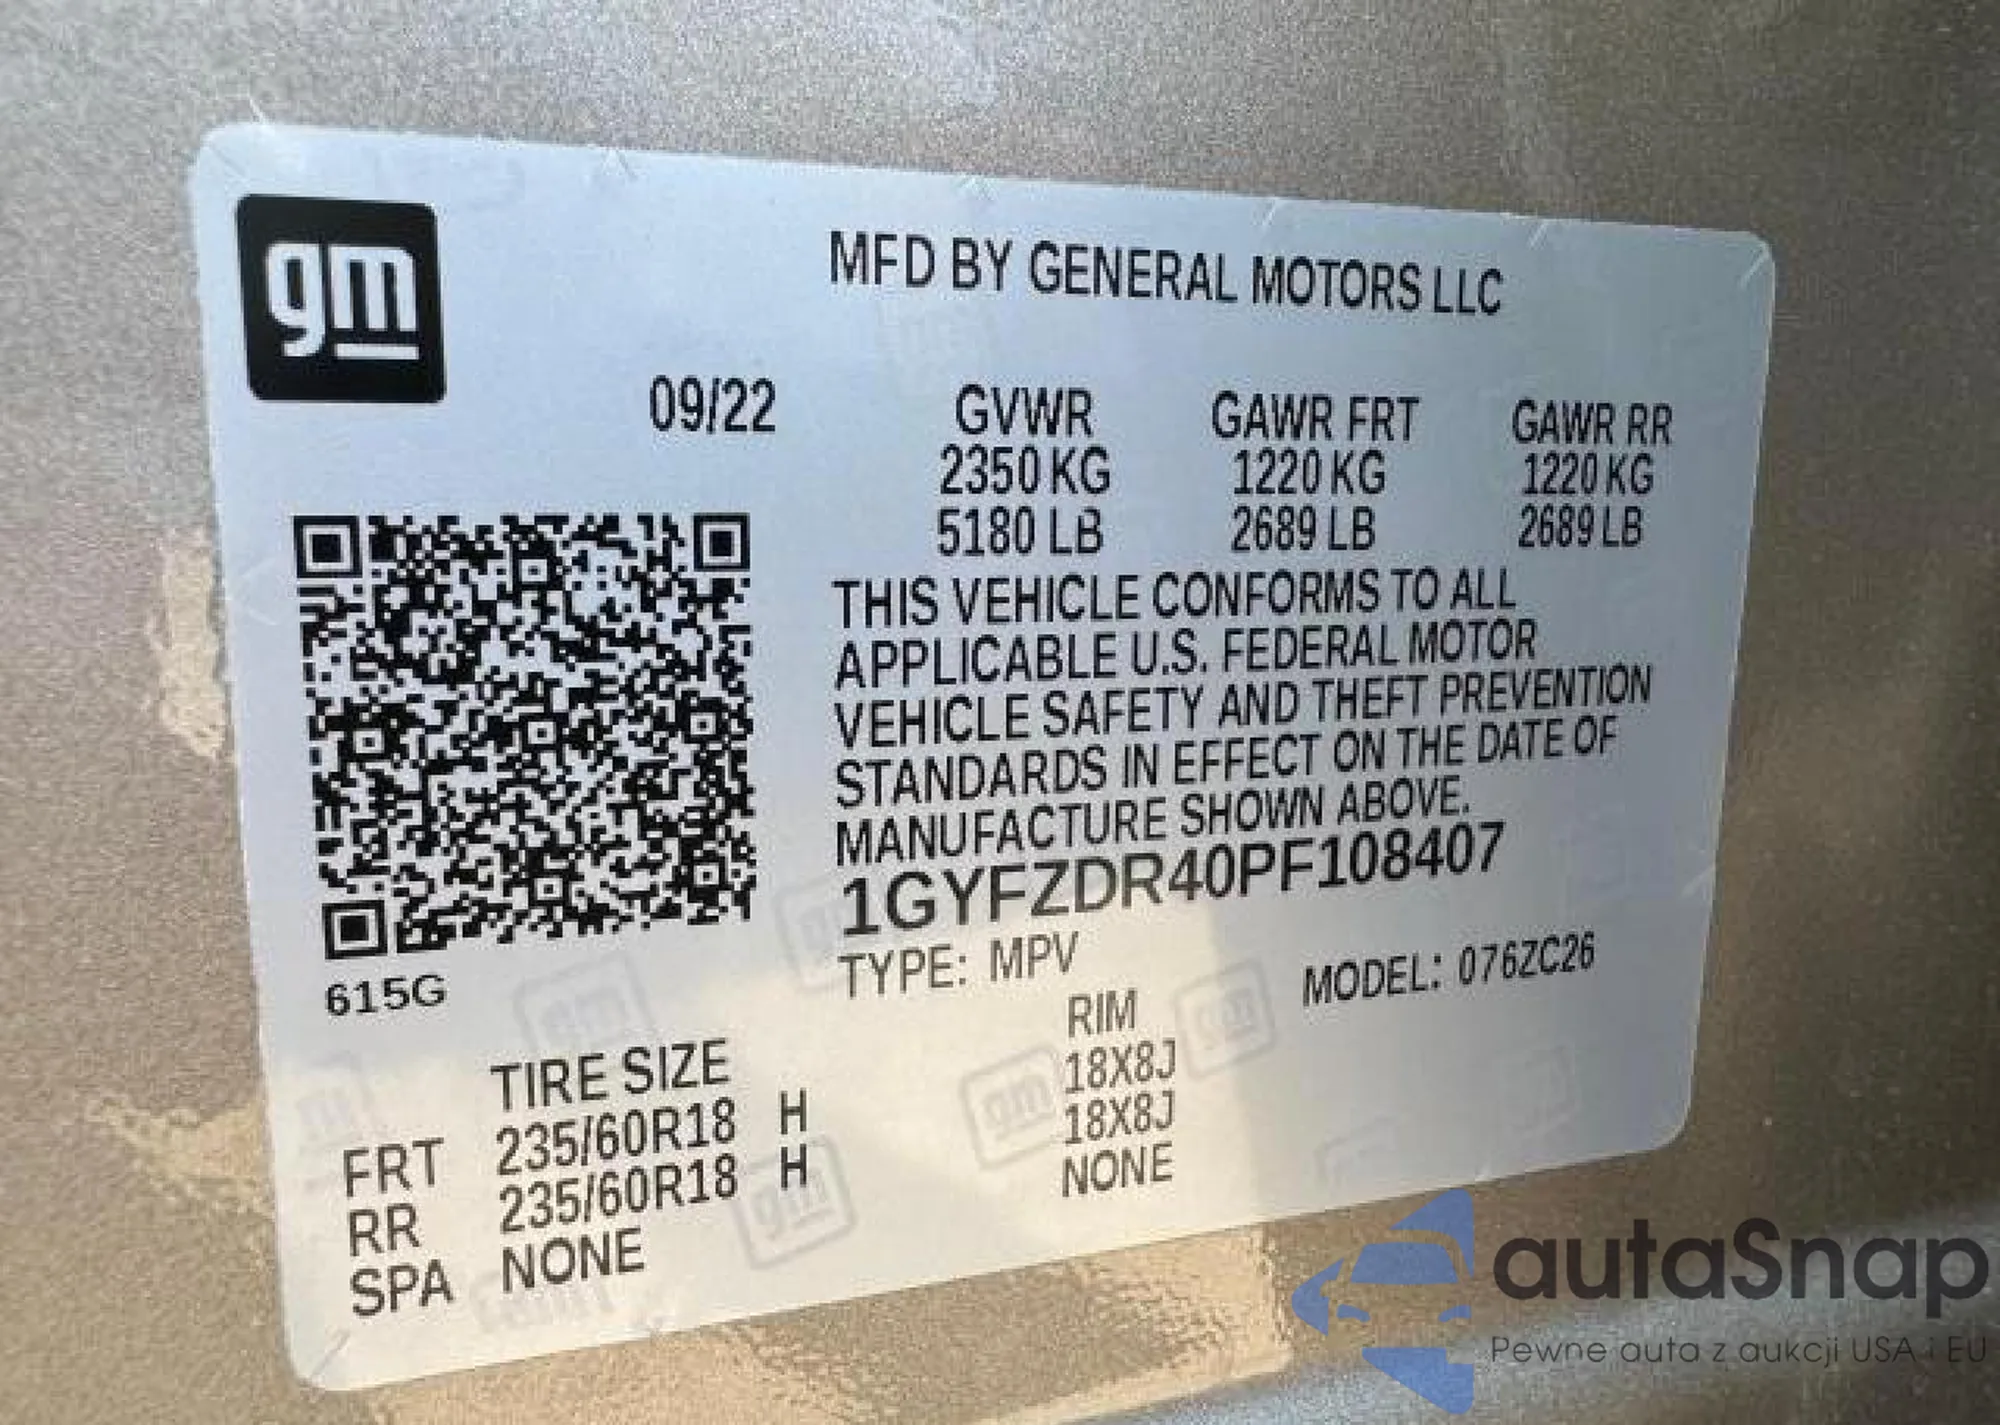 gm
MFD BY GENERAL MOTORS LLC
09/22
GVWR GAWR FRT GAWR RR
2350 KG 1220 KG 1220 KG
5180 LB 2689 LB 2689 LB
THIS VEHICLE CONFORMS TO ALL
APPLICABLE U.S. FEDERAL MOTOR
VEHICLE SAFETY AND THEFT PREVENTION
STANDARDS IN EFFECT ON THE DATE OF
MANUFACTURE SHOWN ABOVE.
1GYFZDR40PF108407
TYPE: MPV MODEL: 076ZC26
615G
TIRE SIZE RIM
FRT 235/60R18 H 18X8J
RR 235/60R18 H 18X8J
SPA NONE NONE
autaSnap
Pewne auta z aukcji USA i EU